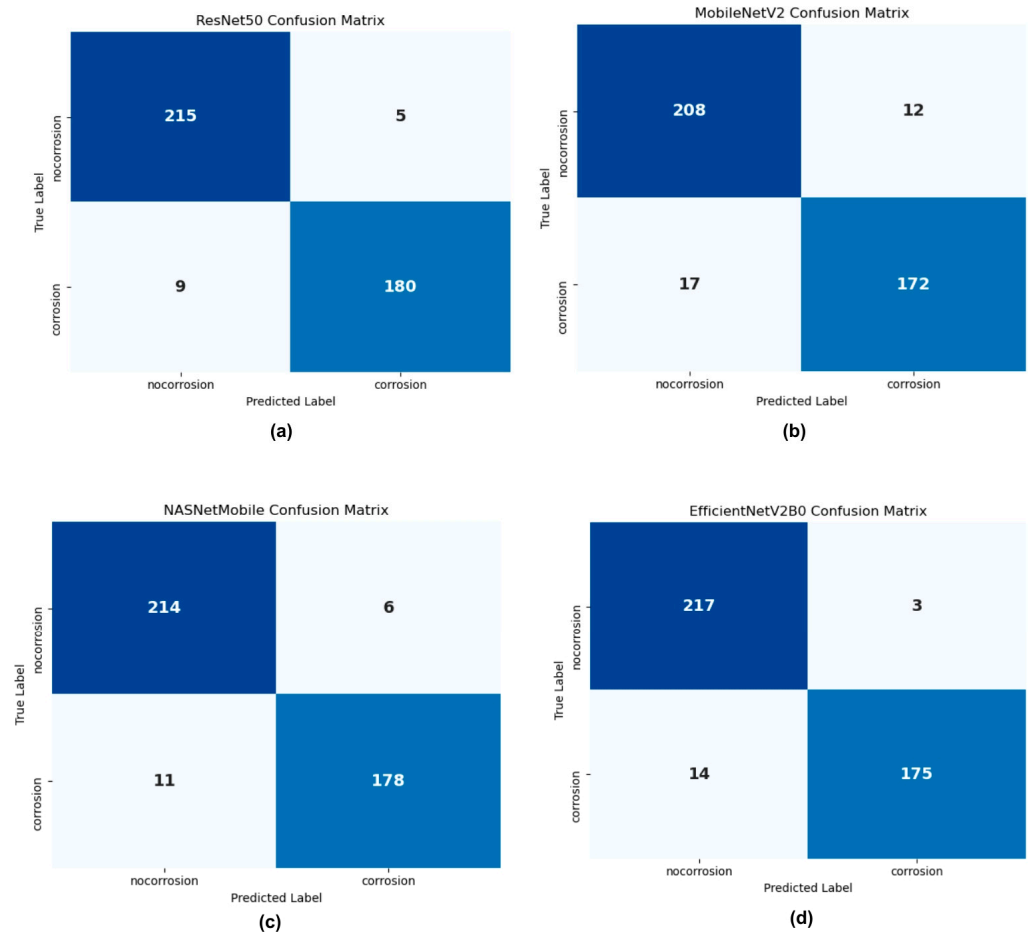 ResNet50 Confusion Matrix
True Label
nocorrosion
215
5
corrosion
9
180
nocorrosion
corrosion
Predicted Label
(a)
MobileNetV2 Confusion Matrix
True Label
nocorrosion
208
12
corrosion
17
172
nocorrosion
corrosion
Predicted Label
(b)
NASNetMobile Confusion Matrix
True Label
nocorrosion
214
6
corrosion
11
178
nocorrosion
corrosion
Predicted Label
(c)
EfficientNetV2B0 Confusion Matrix
True Label
nocorrosion
217
3
corrosion
14
175
nocorrosion
corrosion
Predicted Label
(d)